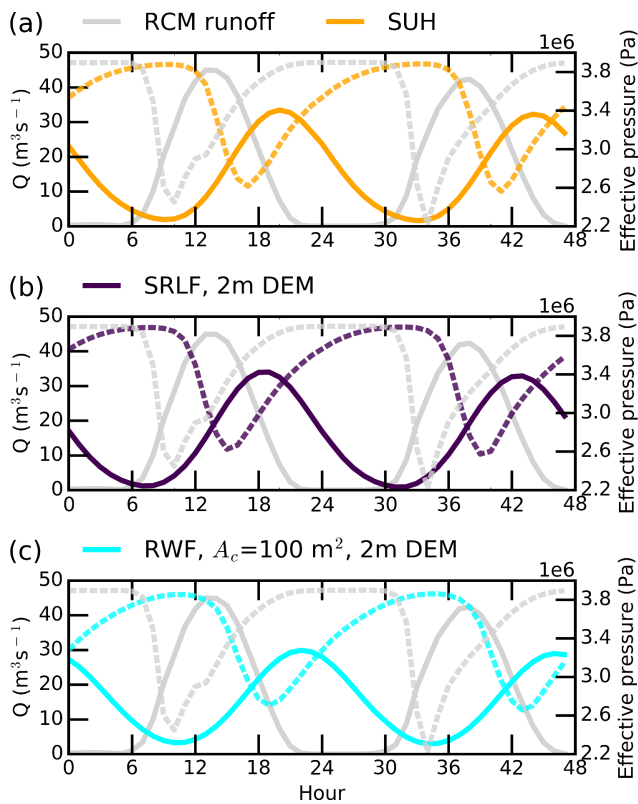 (a) RCM runoff SUH
1e6
50 40 30 20 10 0
Q (m³s⁻¹)
3.8 3.4 3.0 2.6 2.2
Effective pressure (Pa)
0 6 12 18 24 30 36 42 48
(b) SRLF, 2m DEM
1e6
50 40 30 20 10 0
Q (m³s⁻¹)
3.8 3.4 3.0 2.6 2.2
Effective pressure (Pa)
0 6 12 18 24 30 36 42 48
(c) RWF, A_c=100 m², 2m DEM
1e6
50 40 30 20 10 0
Q (m³s⁻¹)
3.8 3.4 3.0 2.6 2.2
Effective pressure (Pa)
0 6 12 18 24 30 36 42 48
Hour